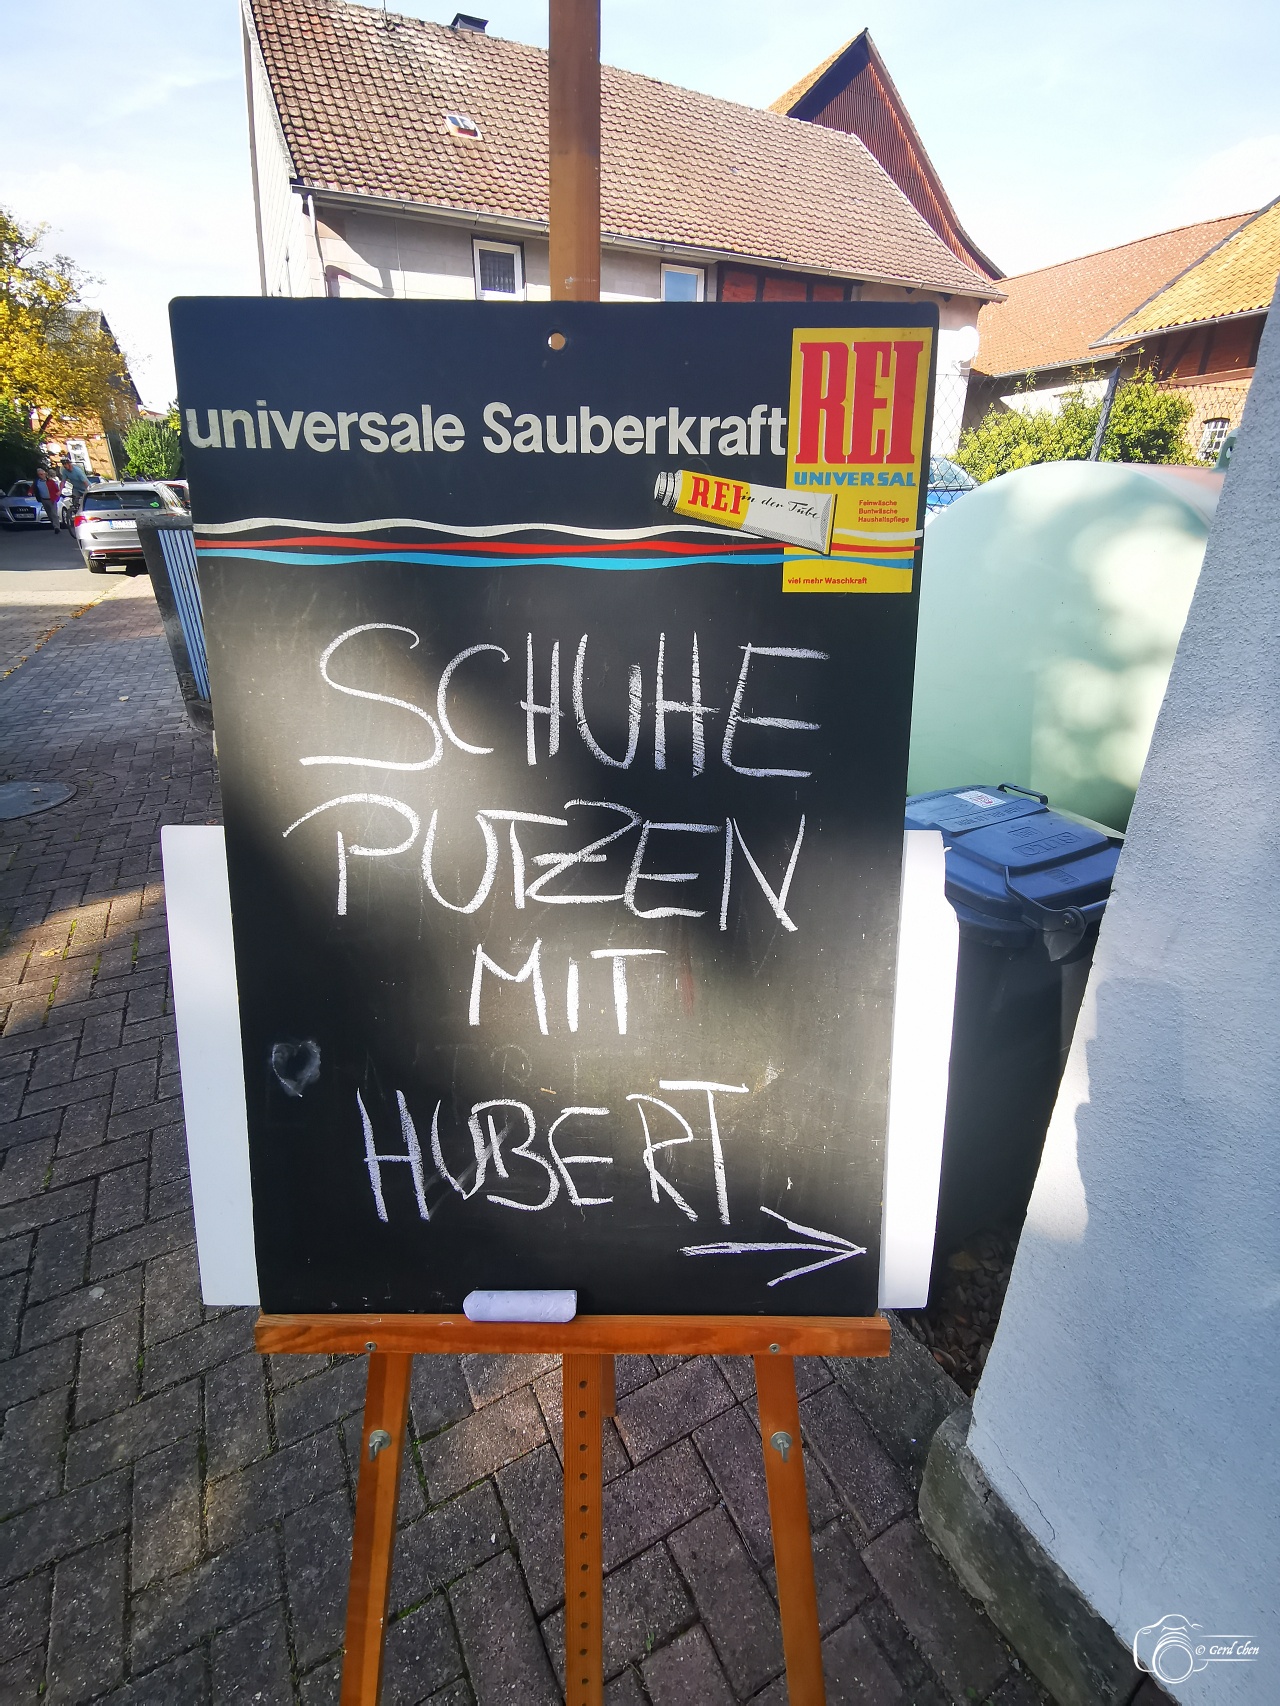 REI
universale Sauberkraft
UNIVERSAL
REI in der Tube
Feinwäsche
Buntwäsche
Haushaltspflege
viel mehr Waschkraft
SCHUHE
PUTZEN
MIT
HUBERT
© Gerd Chen